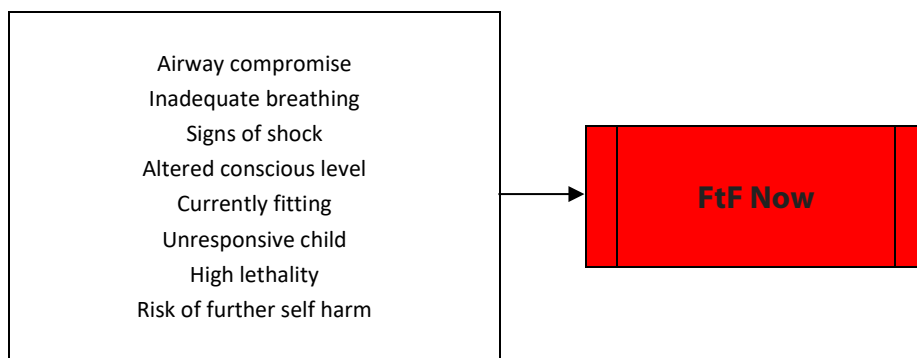 Airway compromise
Inadequate breathing
Signs of shock
Altered conscious level
Currently fitting
Unresponsive child
High lethality
Risk of further self harm
FtF Now